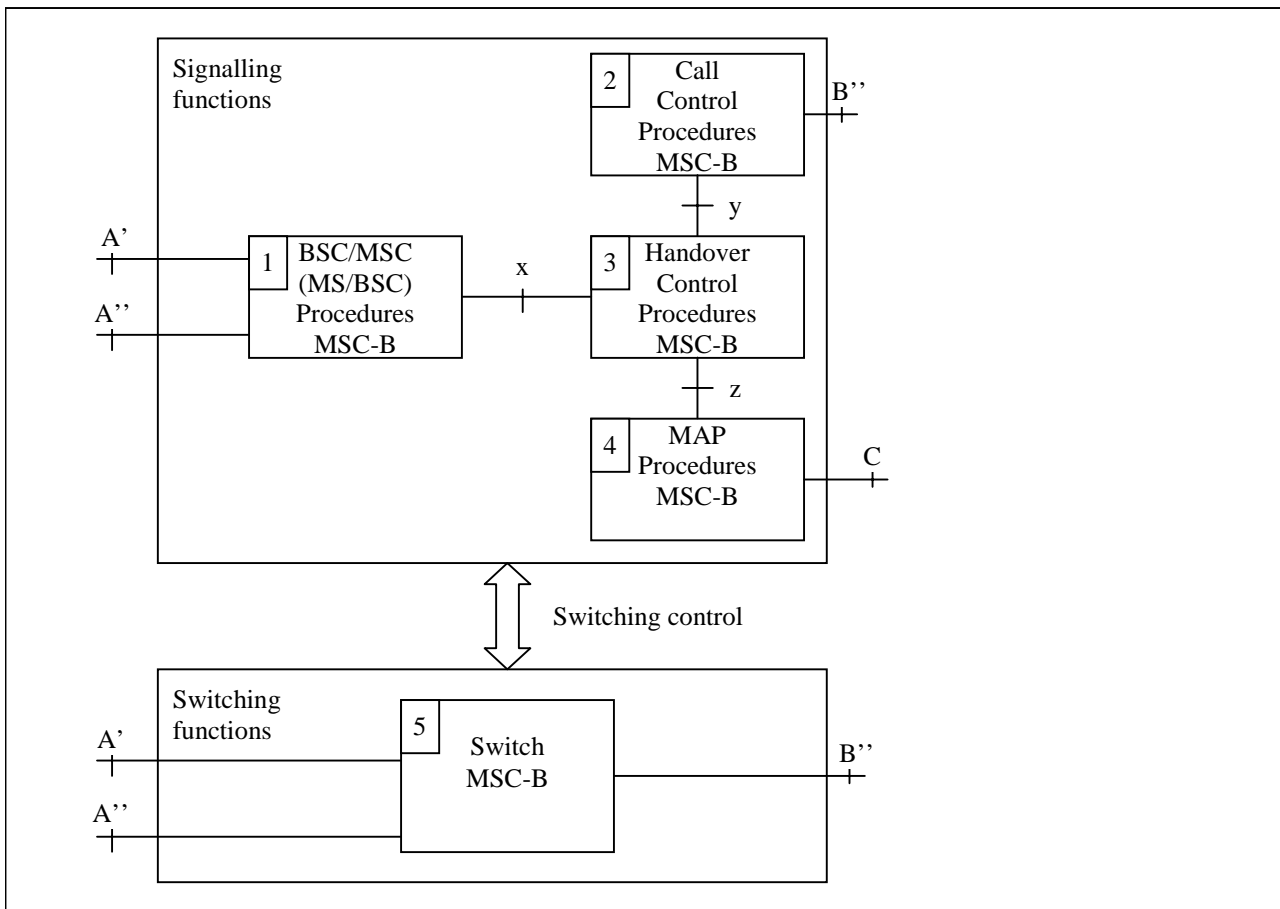 Signalling
functions
2
Call
Control
Procedures
MSC-B
B’’
y
A’
A’’
1
BSC/MSC
(MS/BSC)
Procedures
MSC-B
x
3
Handover
Control
Procedures
MSC-B
z
4
MAP
Procedures
MSC-B
C
Switching control
Switching
functions
5
Switch
MSC-B
A’
A’’
B’’